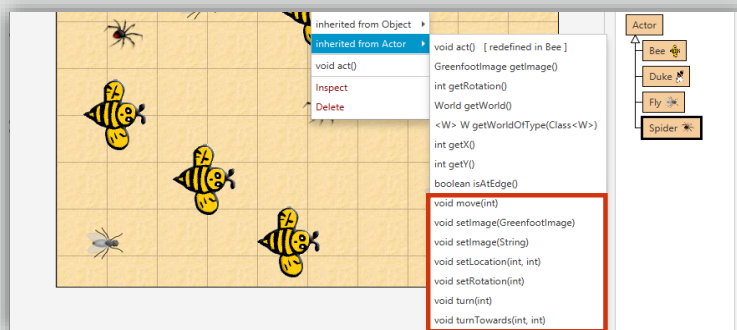 inherited from Object
inherited from Actor
void act()
Inspect
Delete
void act() [ redefined in Bee ]
GreenfootImage getImage()
int getRotation()
World getWorld()
<W> W getWorldOfType(Class<W>)
int getX()
int getY()
boolean isAtEdge()
void move(int)
void setImage(GreenfootImage)
void setImage(String)
void setLocation(int, int)
void setRotation(int)
void turn(int)
void turnTowards(int, int)
Actor
Bee
Duke
Fly
Spider